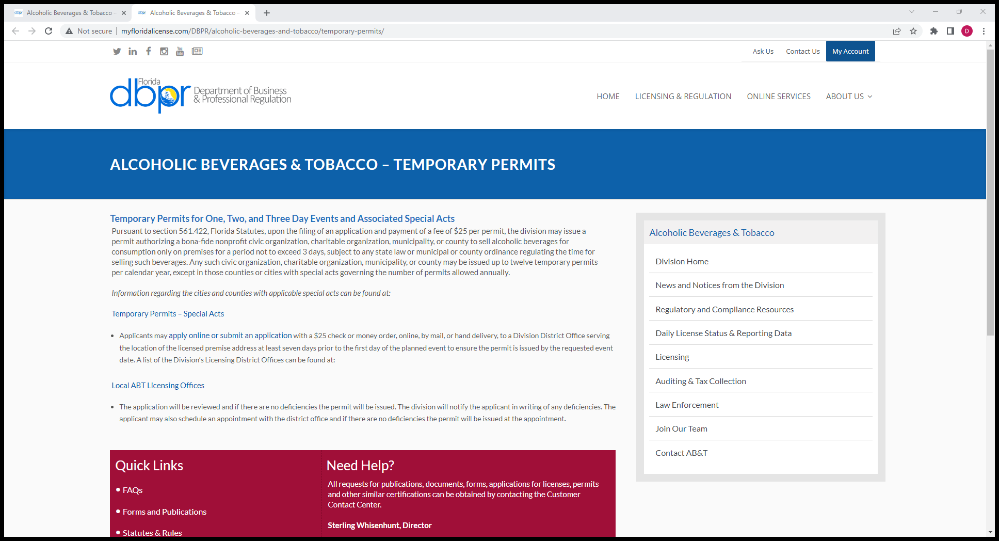 Alcoholic Beverages & Tobacco –
Alcoholic Beverages & Tobacco –
Not secure
myfloridalicense.com/DBPR/alcoholic-beverages-and-tobacco/temporary-permits/
D
You
Tube
Ask Us
Contact Us
My Account
Florida
dbpr
Department of Business
& Professional Regulation
HOME
LICENSING & REGULATION
ONLINE SERVICES
ABOUT US
ALCOHOLIC BEVERAGES & TOBACCO – TEMPORARY PERMITS
Temporary Permits for One, Two, and Three Day Events and Associated Special Acts
Pursuant to section 561.422, Florida Statutes, upon the filing of an application and payment of a fee of $25 per permit, the division may issue a
permit authorizing a bona-fide nonprofit civic organization, charitable organization, municipality, or county to sell alcoholic beverages for
consumption only on premises for a period not to exceed 3 days, subject to any state law or municipal or county ordinance regulating the time for
selling such beverages. Any such civic organization, charitable organization, municipality, or county may be issued up to twelve temporary permits
per calendar year, except in those counties or cities with special acts governing the number of permits allowed annually.
Information regarding the cities and counties with applicable special acts can be found at:
Temporary Permits – Special Acts
• Applicants may apply online or submit an application with a $25 check or money order, online, by mail, or hand delivery, to a Division District Office serving
the location of the licensed premise address at least seven days prior to the first day of the planned event to ensure the permit is issued by the requested event
date. A list of the Division's Licensing District Offices can be found at:
Local ABT Licensing Offices
• The application will be reviewed and if there are no deficiencies the permit will be issued. The division will notify the applicant in writing of any deficiencies. The
applicant may also schedule an appointment with the district office and if there are no deficiencies the permit will be issued at the appointment.
Quick Links
• FAQs
• Forms and Publications
• Statutes & Rules
Need Help?
All requests for publications, documents, forms, applications for licenses, permits
and other similar certifications can be obtained by contacting the Customer
Contact Center.
Sterling Whisenhunt, Director
Alcoholic Beverages & Tobacco
Division Home
News and Notices from the Division
Regulatory and Compliance Resources
Daily License Status & Reporting Data
Licensing
Auditing & Tax Collection
Law Enforcement
Join Our Team
Contact AB&T